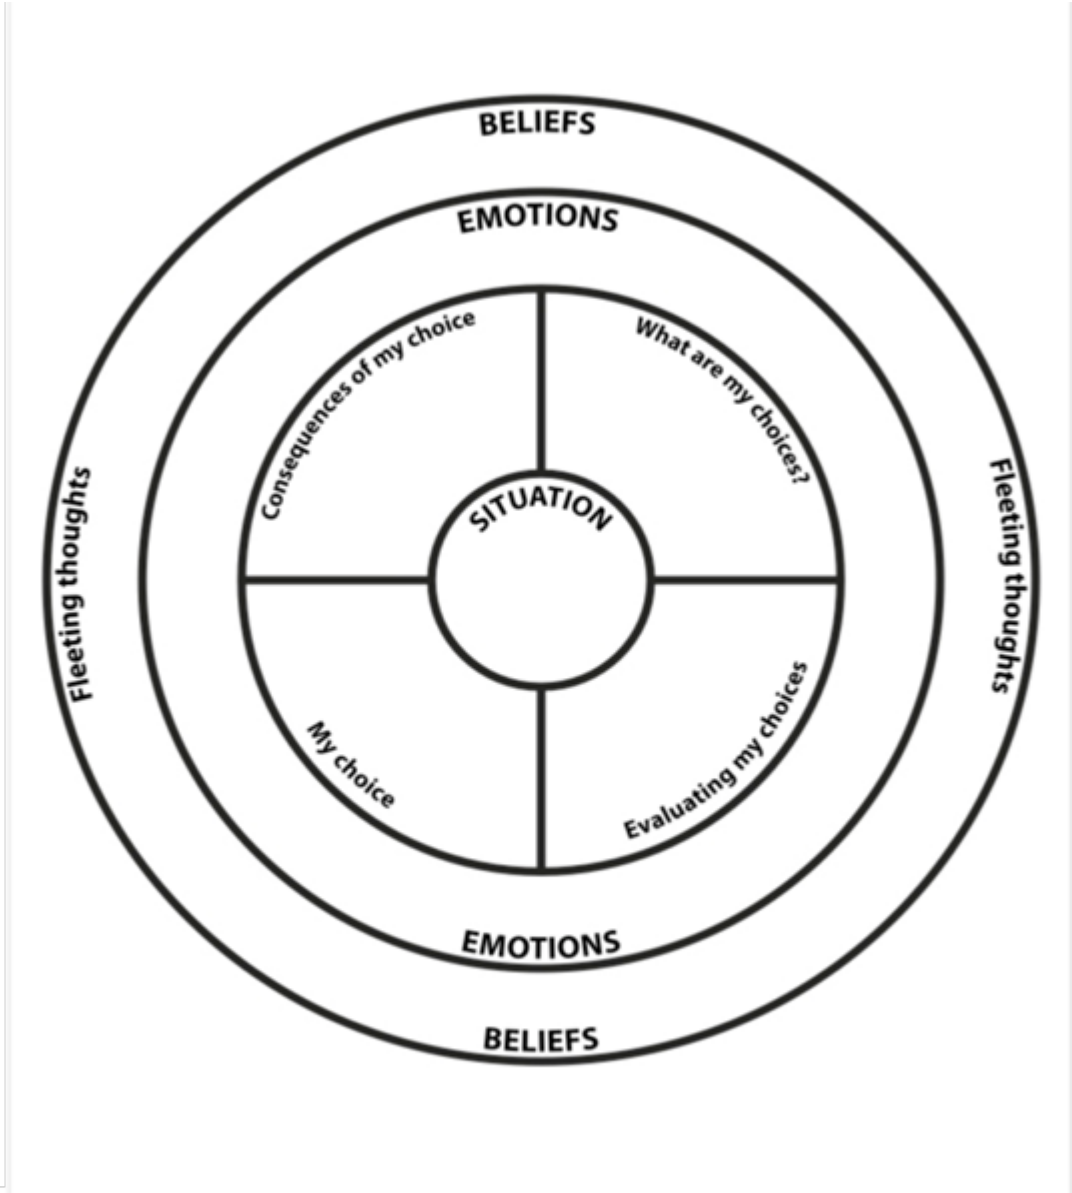 BELIEFS
EMOTIONS
Consequences of my choice
What are my choices?
SITUATION
Fleeting thoughts
Fleeting thoughts
My choice
Evaluating my choices
EMOTIONS
BELIEFS